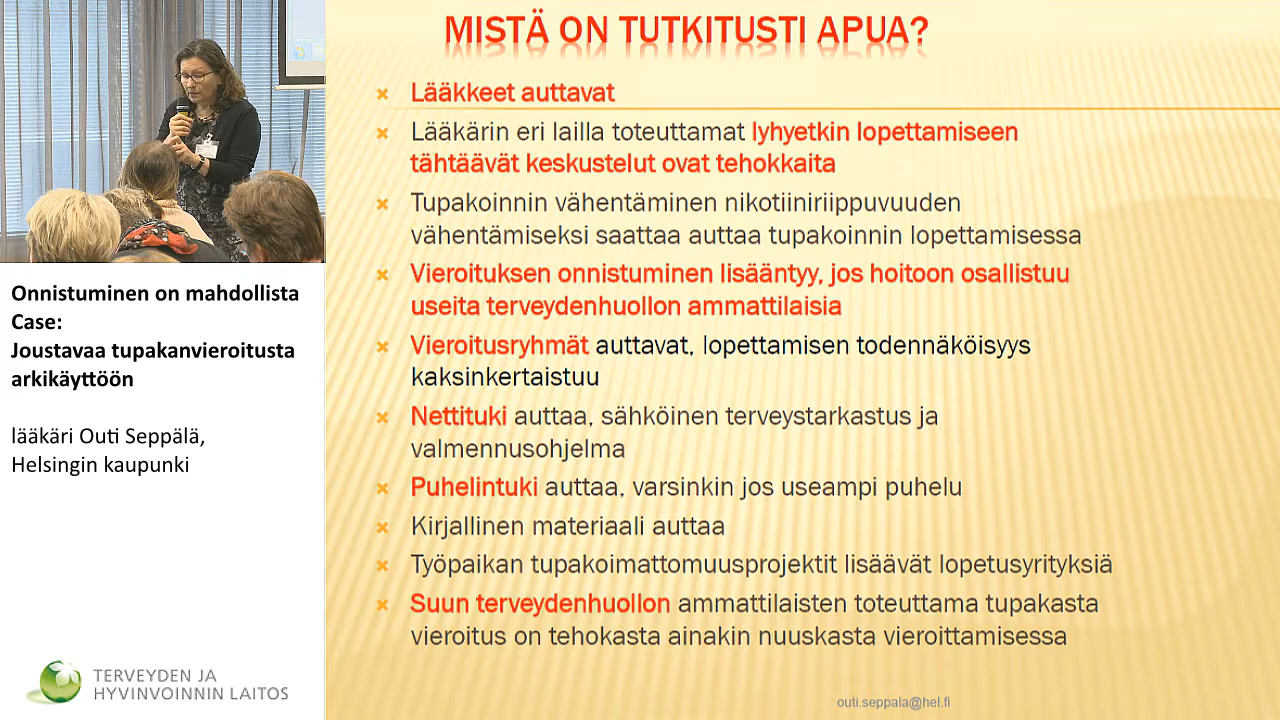 MISTÄ ON TUTKITUSTI APUA?
Lääkkeet auttavat
Lääkärin eri lailla toteuttamat lyhyetkin lopettamiseen
tähtäävät keskustelut ovat tehokkaita
Tupakoinnin vähentäminen nikotiiniriippuvuuden
vähentämiseksi saattaa auttaa tupakoinnin lopettamisessa
Vieroituksen onnistuminen lisääntyy, jos hoitoon osallistuu
useita terveydenhuollon ammattilaisia
Vieroitusryhmät auttavat, lopettamisen todennäköisyys
kaksinkertaistuu
Nettituki auttaa, sähköinen terveystarkastus ja
valmennusohjelma
Puhelintuki auttaa, varsinkin jos useampi puhelu
Kirjallinen materiaali auttaa
Työpaikan tupakoimattomuusprojektit lisäävät lopetusyrityksiä
Suun terveydenhuollon ammattilaisten toteuttama tupakasta
vieroitus on tehokasta ainakin nuuskasta vieroittamisessa
outi.seppala@hel.fi
Onnistuminen on mahdollista
Case:
Joustavaa tupakanvieroitusta
arkikäyttöön
lääkäri Outi Seppälä,
Helsingin kaupunki
TERVEYDEN JA
HYVINVOINNIN LAITOS